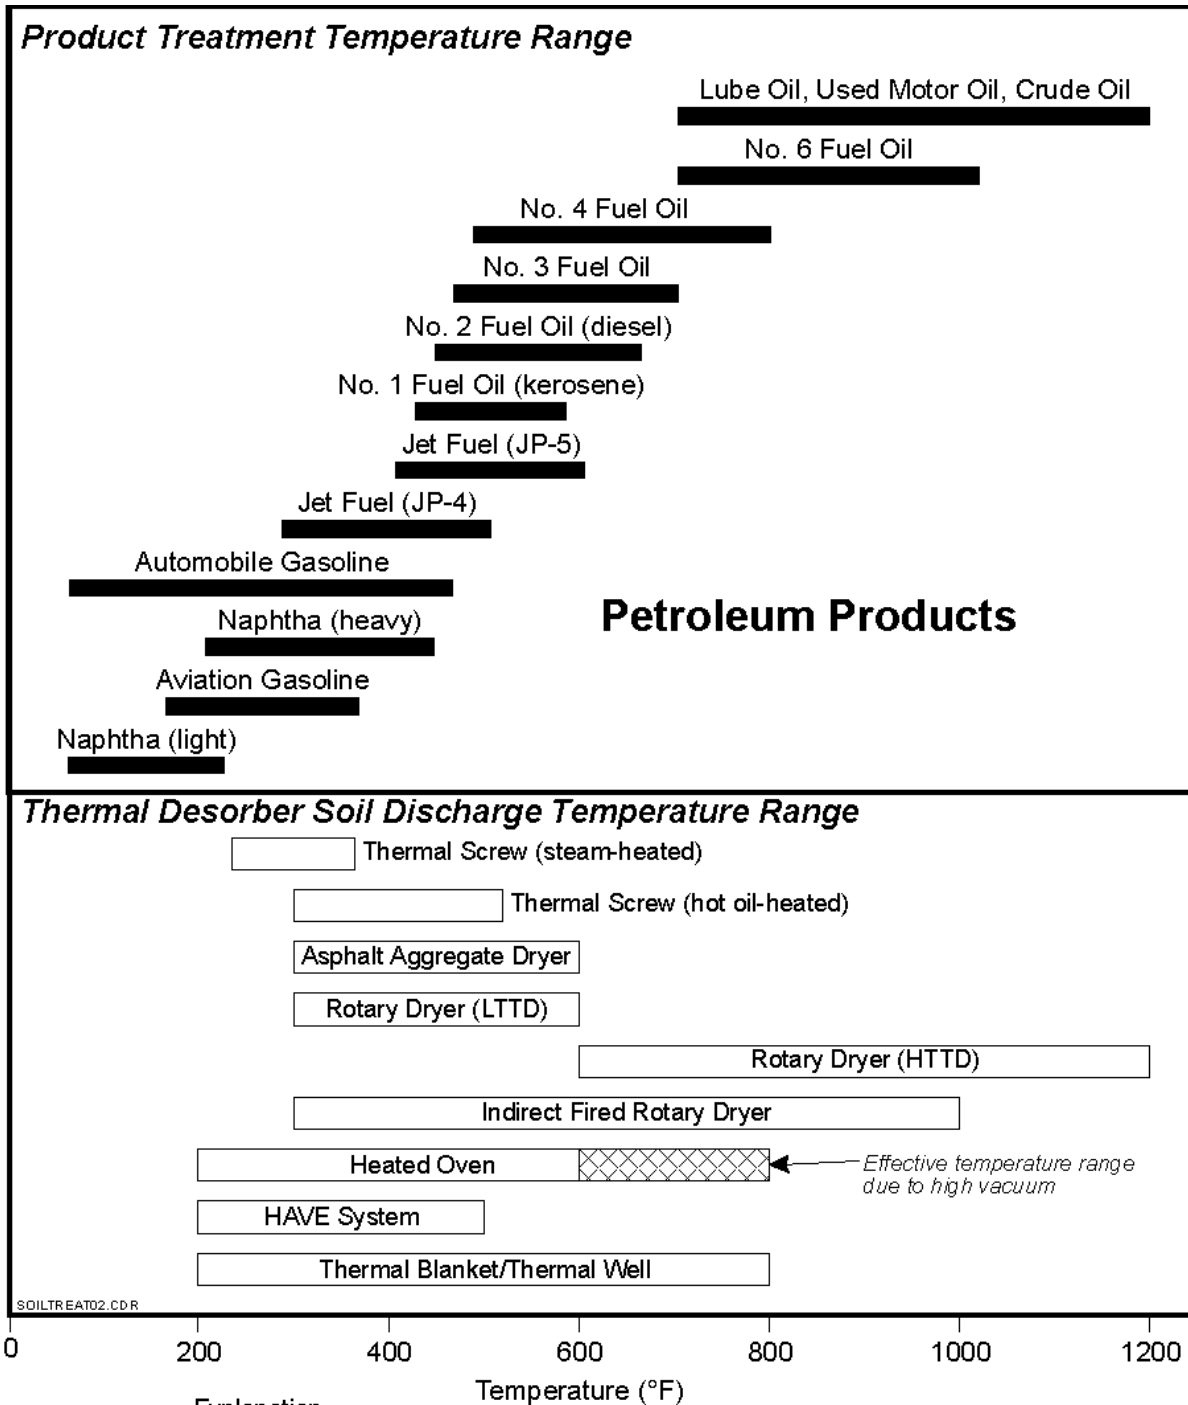 Product Treatment Temperature Range
Lube Oil, Used Motor Oil, Crude Oil
No. 6 Fuel Oil
No. 4 Fuel Oil
No. 3 Fuel Oil
No. 2 Fuel Oil (diesel)
No. 1 Fuel Oil (kerosene)
Jet Fuel (JP-5)
Jet Fuel (JP-4)
Automobile Gasoline
Petroleum Products
Naphtha (heavy)
Aviation Gasoline
Naphtha (light)
Thermal Desorber Soil Discharge Temperature Range
Thermal Screw (steam-heated)
Thermal Screw (hot oil-heated)
Asphalt Aggregate Dryer
Rotary Dryer (LTTD)
Rotary Dryer (HTTD)
Indirect Fired Rotary Dryer
Heated Oven
Effective temperature range
due to high vacuum
HAVE System
Thermal Blanket/Thermal Well
SOILTREAT02.CDR
0 200 400 600 800 1000 1200
Temperature (°F)
Explanation